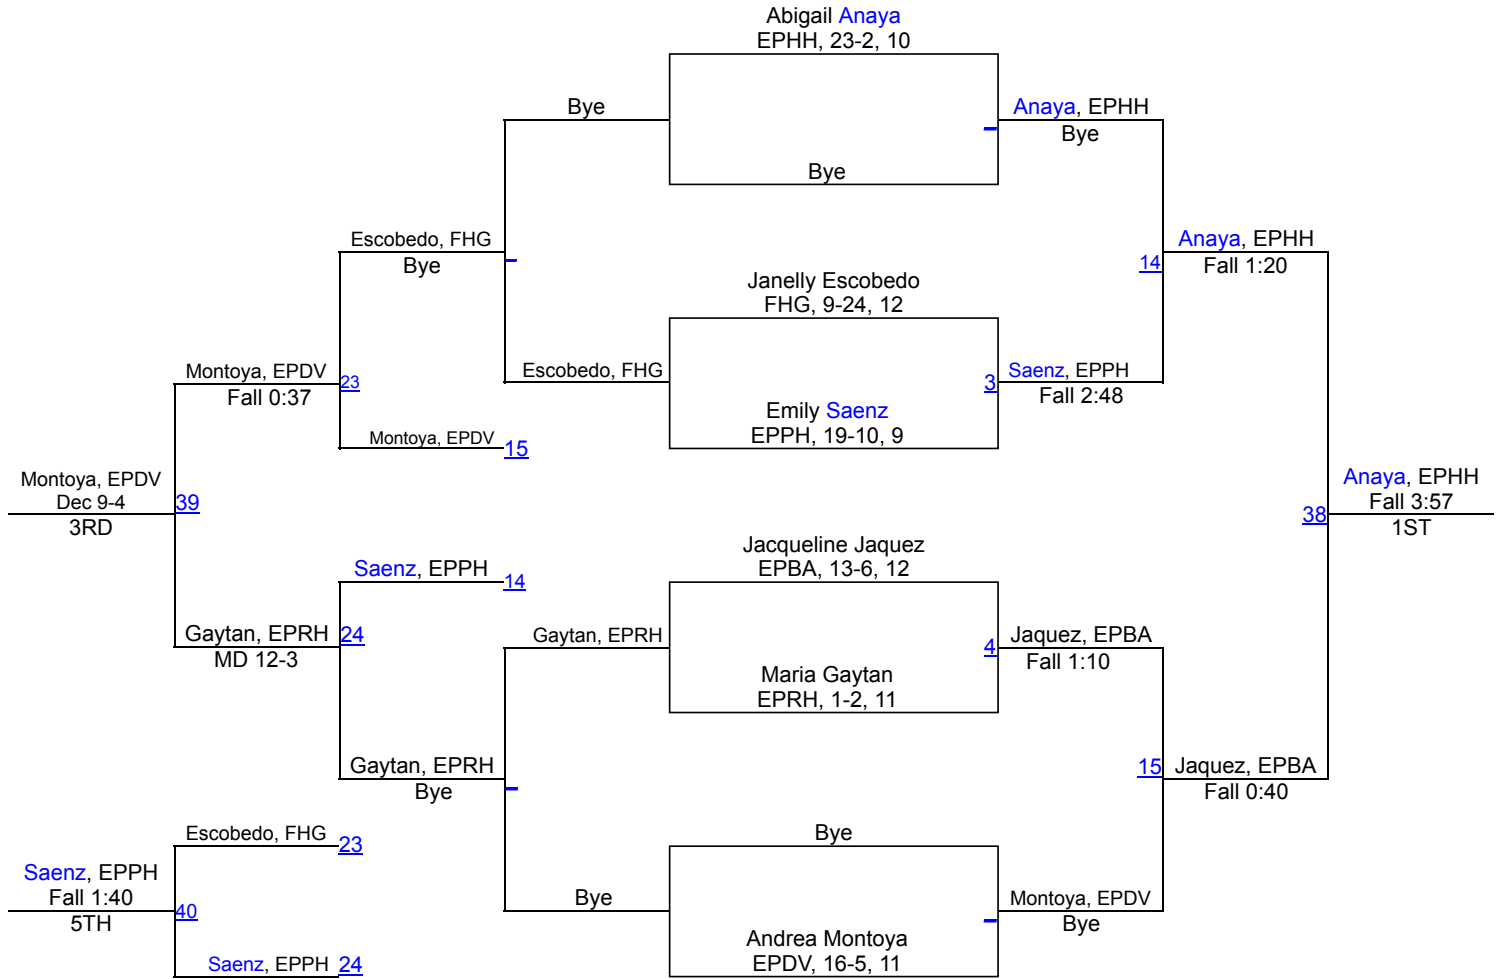 Abigail Anaya
EPHH, 23-2, 10
Bye
Anaya, EPHH
Bye
Bye
Escobedo, FHG
Bye
Anaya, EPHH
14
Fall 1:20
Janelly Escobedo
FHG, 9-24, 12
Escobedo, FHG
3
Saenz, EPPH
Fall 2:48
Emily Saenz
EPPH, 19-10, 9
Montoya, EPDV
23
Fall 0:37
Montoya, EPDV
15
Montoya, EPDV
Dec 9-4
39
3RD
Anaya, EPHH
Fall 3:57
38
1ST
Saenz, EPPH
14
Jacqueline Jaquez
EPBA, 13-6, 12
Gaytan, EPRH
24
MD 12-3
Gaytan, EPRH
4
Jaquez, EPBA
Fall 1:10
Maria Gaytan
EPRH, 1-2, 11
Gaytan, EPRH
Bye
15
Jaquez, EPBA
Fall 0:40
Escobedo, FHG
23
Bye
Saenz, EPPH
Fall 1:40
40
5TH
Bye
Montoya, EPDV
Bye
Andrea Montoya
EPDV, 16-5, 11
Saenz, EPPH
24